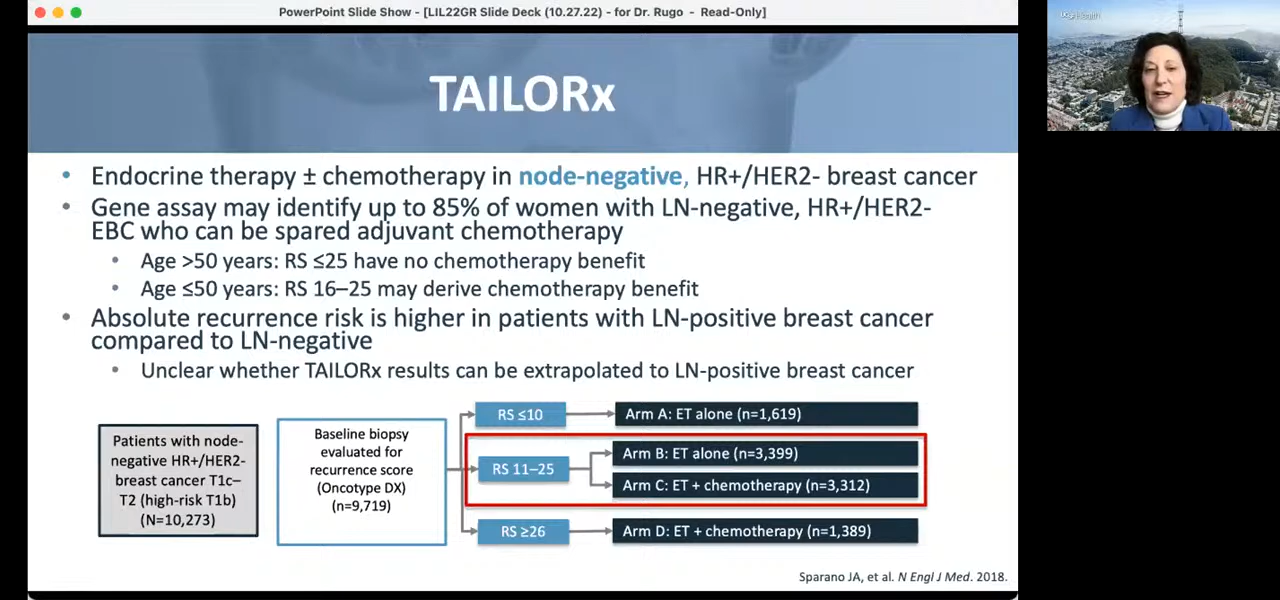 PowerPoint Slide Show - [LIL22GR Slide Deck (10.27.22) - for Dr. Rugo - Read-Only]
UCSF Health
TAILORx
• Endocrine therapy ± chemotherapy in node-negative, HR+/HER2- breast cancer
• Gene assay may identify up to 85% of women with LN-negative, HR+/HER2-
EBC who can be spared adjuvant chemotherapy
• Age >50 years: RS ≤25 have no chemotherapy benefit
• Age ≤50 years: RS 16–25 may derive chemotherapy benefit
• Absolute recurrence risk is higher in patients with LN-positive breast cancer
compared to LN-negative
• Unclear whether TAILORx results can be extrapolated to LN-positive breast cancer
Patients with node-
negative HR+/HER2-
breast cancer T1c–
T2 (high-risk T1b)
(N=10,273)
Baseline biopsy
evaluated for
recurrence score
(Oncotype DX)
(n=9,719)
RS ≤10
Arm A: ET alone (n=1,619)
RS 11–25
Arm B: ET alone (n=3,399)
Arm C: ET + chemotherapy (n=3,312)
RS ≥26
Arm D: ET + chemotherapy (n=1,389)
Sparano JA, et al. N Engl J Med. 2018.